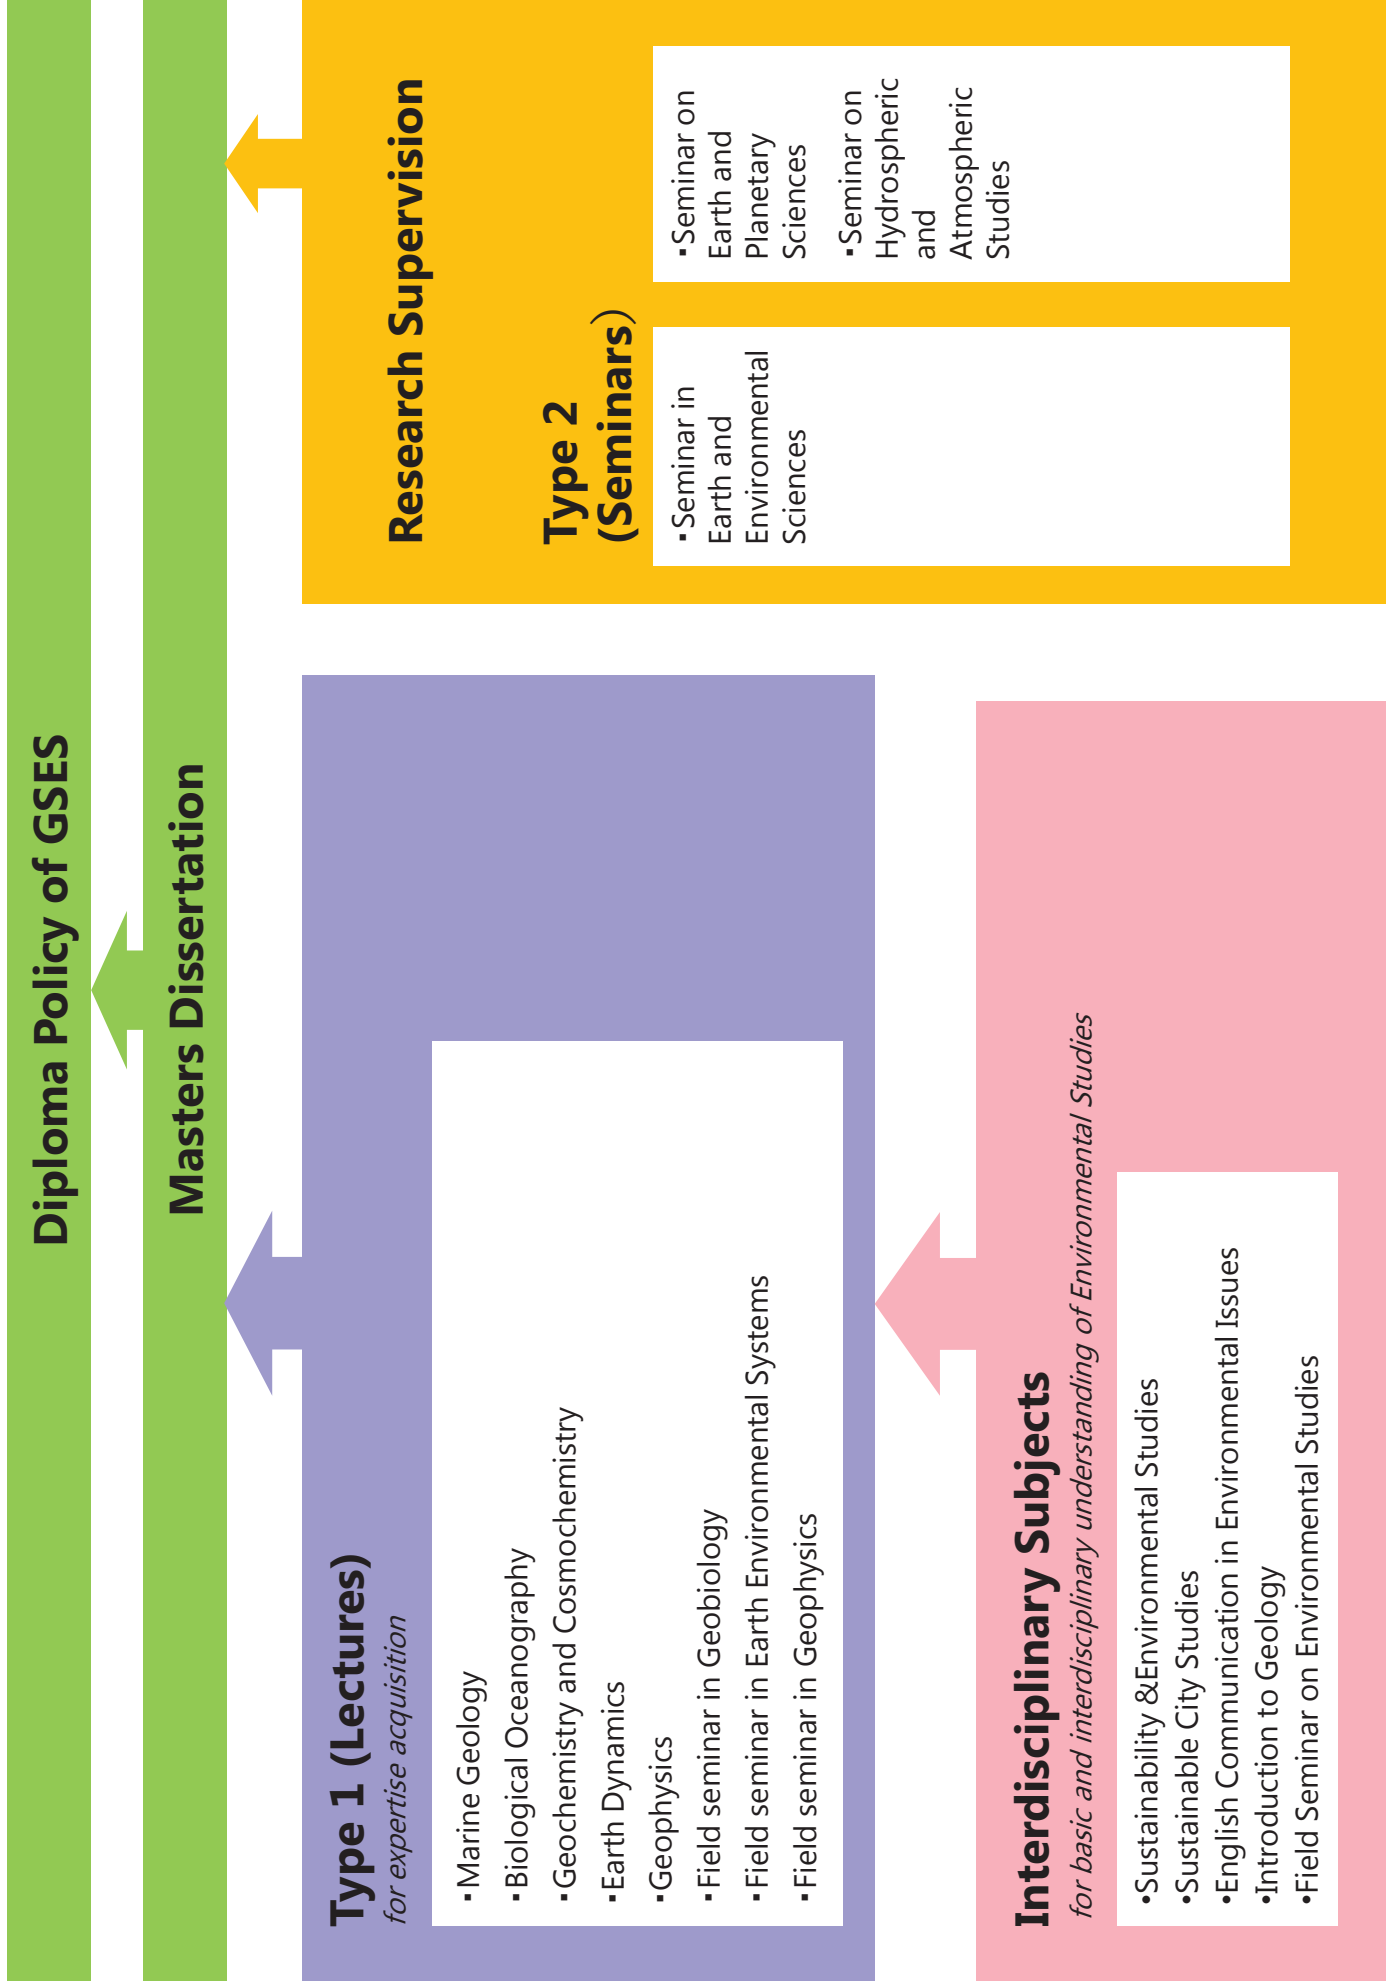 Diploma Policy of GSES
Masters Dissertation
Type 1 (Lectures)
for expertise acquisition
▪Marine Geology
▪Biological Oceanography
▪Geochemistry and Cosmochemistry
▪Earth Dynamics
▪Geophysics
▪Field seminar in Geobiology
▪Field seminar in Earth Environmental Systems
▪Field seminar in Geophysics
Interdisciplinary Subjects
for basic and interdisciplinary understanding of Environmental Studies
•Sustainability &Environmental Studies
•Sustainable City Studies
•English Communication in Environmental Issues
•Introduction to Geology
•Field Seminar on Environmental Studies
Research Supervision
Type 2
(Seminars）
▪Seminar in
Earth and
Environmental
Sciences
▪Seminar on
Earth and
Planetary
Sciences
▪Seminar on
Hydrospheric
and
Atmospheric
Studies